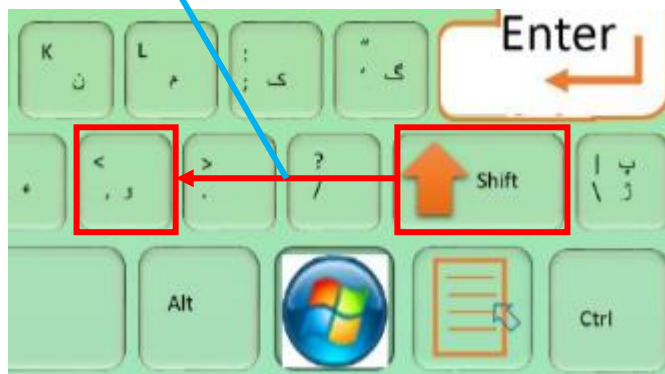 Enter
K ن
L م
: ; ک
" ' گ
ء
< , و
> .
? /
Shift
پ |
ژ \
Alt
Ctrl